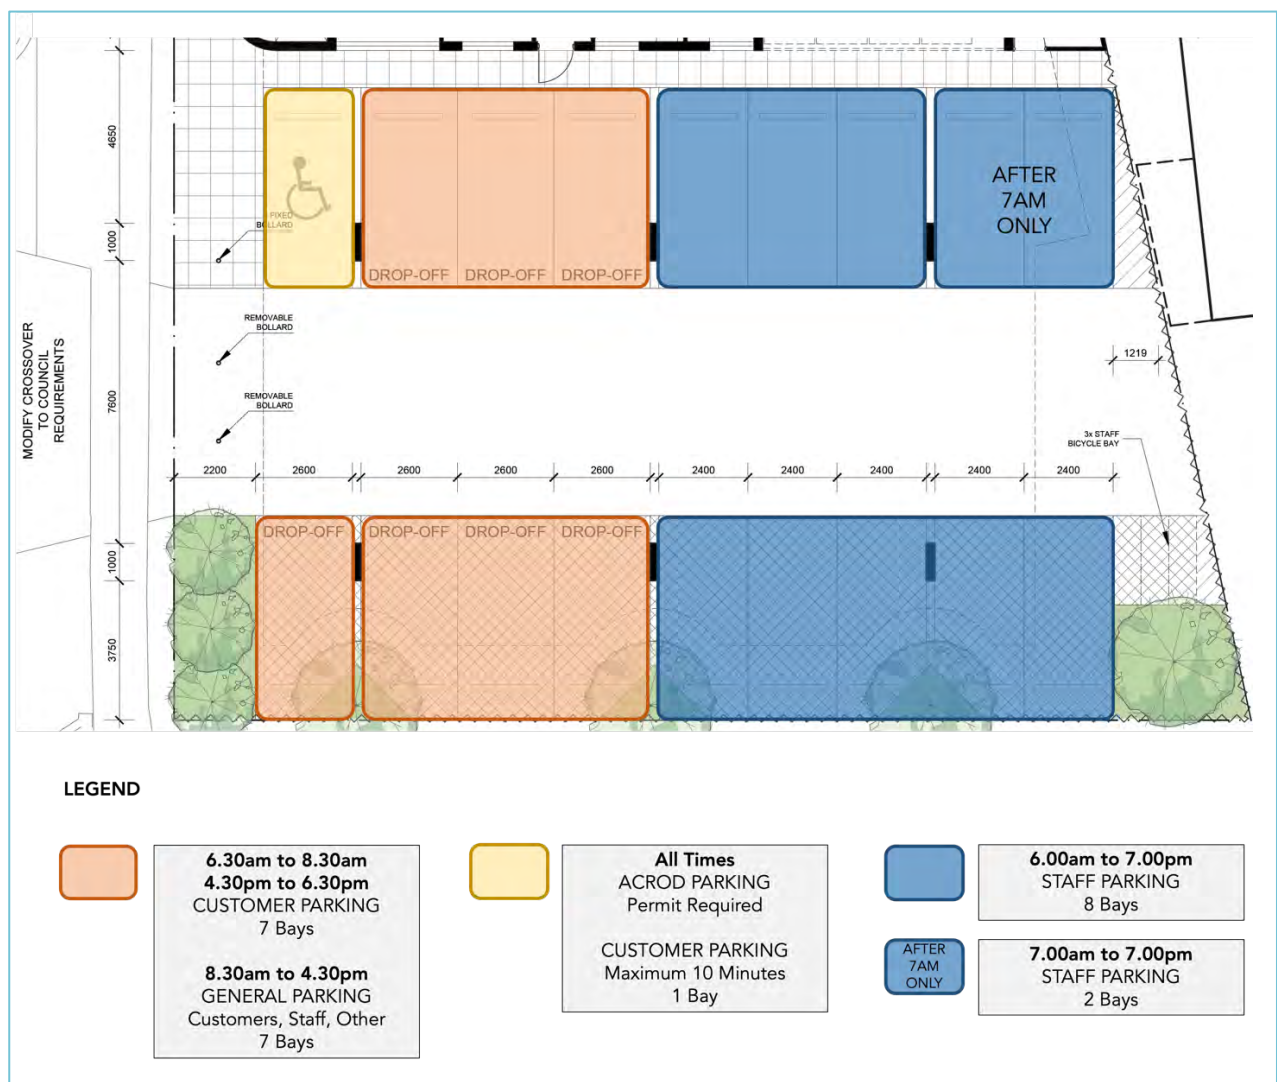 4650
1000
7600
1000
3750
MODIFY CROSSOVER
TO COUNCIL
REQUIREMENTS
FIXED
BOLLARD
REMOVABLE
BOLLARD
REMOVABLE
BOLLARD
DROP-OFF DROP-OFF DROP-OFF
AFTER
7AM
ONLY
1219
3x STAFF
BICYCLE BAY
2200 2600 2600 2600 2600 2400 2400 2400 2400 2400
DROP-OFF DROP-OFF DROP-OFF DROP-OFF
LEGEND
6.30am to 8.30am
4.30pm to 6.30pm
CUSTOMER PARKING
7 Bays
8.30am to 4.30pm
GENERAL PARKING
Customers, Staff, Other
7 Bays
All Times
ACROD PARKING
Permit Required
CUSTOMER PARKING
Maximum 10 Minutes
1 Bay
6.00am to 7.00pm
STAFF PARKING
8 Bays
AFTER
7AM
ONLY
7.00am to 7.00pm
STAFF PARKING
2 Bays